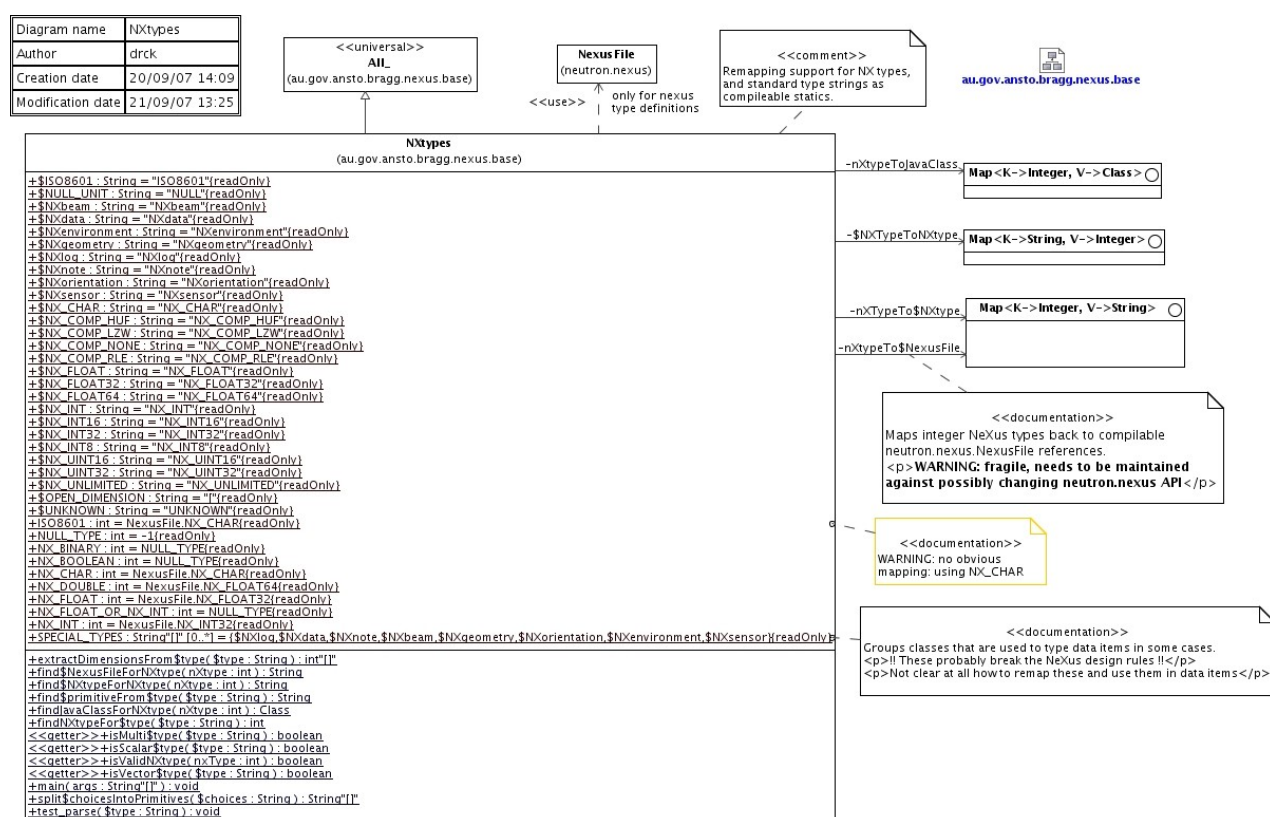 Diagram name NXtypes
Author drck
Creation date 20/09/07 14:09
Modification date 21/09/07 13:25
<<universal>>
All_
(au.gov.ansto.bragg.nexus.base)
NexusFile
(neutron.nexus)
<<use>>
only for nexus
type definitions
<<comment>>
Remapping support for NX types,
and standard type strings as
compileable statics.
au.gov.ansto.bragg.nexus.base
NXtypes
(au.gov.ansto.bragg.nexus.base)
+$ISO8601 : String = "ISO8601"{readOnly}
+$NULL_UNIT : String = "NULL"{readOnly}
+$NXbeam : String = "NXbeam"{readOnly}
+$NXdata : String = "NXdata"{readOnly}
+$NXenvironment : String = "NXenvironment"{readOnly}
+$NXgeometry : String = "NXgeometry"{readOnly}
+$NXlog : String = "NXlog"{readOnly}
+$NXnote : String = "NXnote"{readOnly}
+$NXorientation : String = "NXorientation"{readOnly}
+$NXsensor : String = "NXsensor"{readOnly}
+$NX_CHAR : String = "NX_CHAR"{readOnly}
+$NX_COMP_HUF : String = "NX_COMP_HUF"{readOnly}
+$NX_COMP_LZW : String = "NX_COMP_LZW"{readOnly}
+$NX_COMP_NONE : String = "NX_COMP_NONE"{readOnly}
+$NX_COMP_RLE : String = "NX_COMP_RLE"{readOnly}
+$NX_FLOAT : String = "NX_FLOAT"{readOnly}
+$NX_FLOAT32 : String = "NX_FLOAT32"{readOnly}
+$NX_FLOAT64 : String = "NX_FLOAT64"{readOnly}
+$NX_INT : String = "NX_INT"{readOnly}
+$NX_INT16 : String = "NX_INT16"{readOnly}
+$NX_INT32 : String = "NX_INT32"{readOnly}
+$NX_INT8 : String = "NX_INT8"{readOnly}
+$NX_UINT16 : String = "NX_UINT16"{readOnly}
+$NX_UINT32 : String = "NX_UINT32"{readOnly}
+$NX_UNLIMITED : String = "NX_UNLIMITED"{readOnly}
+$OPEN_DIMENSION : String = "["{readOnly}
+$UNKNOWN : String = "UNKNOWN"{readOnly}
+ISO8601 : int = NexusFile.NX_CHAR{readOnly}
+NULL_TYPE : int = -1{readOnly}
+NX_BINARY : int = NULL_TYPE{readOnly}
+NX_BOOLEAN : int = NULL_TYPE{readOnly}
+NX_CHAR : int = NexusFile.NX_CHAR{readOnly}
+NX_DOUBLE : int = NexusFile.NX_FLOAT64{readOnly}
+NX_FLOAT : int = NexusFile.NX_FLOAT32{readOnly}
+NX_FLOAT_OR_NX_INT : int = NULL_TYPE{readOnly}
+NX_INT : int = NexusFile.NX_INT32{readOnly}
+SPECIAL_TYPES : String"[]" [0..*] = {$NXlog,$NXdata,$NXnote,$NXbeam,$NXgeometry,$NXorientation,$NXenvironment,$NXsensor}{readOnly}
+extractDimensionsFrom$type( $type : String ) : int"[]"
+find$NexusFileForNXtype( nXtype : int ) : String
+find$NXtypeForNXtype( nXtype : int ) : String
+find$primitiveFrom$type( $type : String ) : String
+findJavaClassForNXtype( nXtype : int ) : Class
+findNXtypeFor$type( $type : String ) : int
<<getter>>+isMulti$type( $type : String ) : boolean
<<getter>>+isScalar$type( $type : String ) : boolean
<<getter>>+isValidNXtype( nxType : int ) : boolean
<<getter>>+isVector$type( $type : String ) : boolean
+main( args : String"[]" ) : void
+split$choicesIntoPrimitives( $choices : String ) : String"[]"
+test_parse( $type : String ) : void
-nXtypeToJavaClass
Map<K->Integer, V->Class>
-$NXTypeToNXtype
Map<K->String, V->Integer>
-nXTypeTo$NXtype
Map<K->Integer, V->String>
-nXtypeTo$NexusFile
<<documentation>>
Maps integer NeXus types back to compilable
neutron.nexus.NexusFile references.
<p>WARNING: fragile, needs to be maintained
against possibly changing neutron.nexus API</p>
<<documentation>>
WARNING: no obvious
mapping: using NX_CHAR
<<documentation>>
Groups classes that are used to type data items in some cases.
<p>!! These probably break the NeXus design rules !!</p>
<p>Not clear at all how to remap these and use them in data items</p>